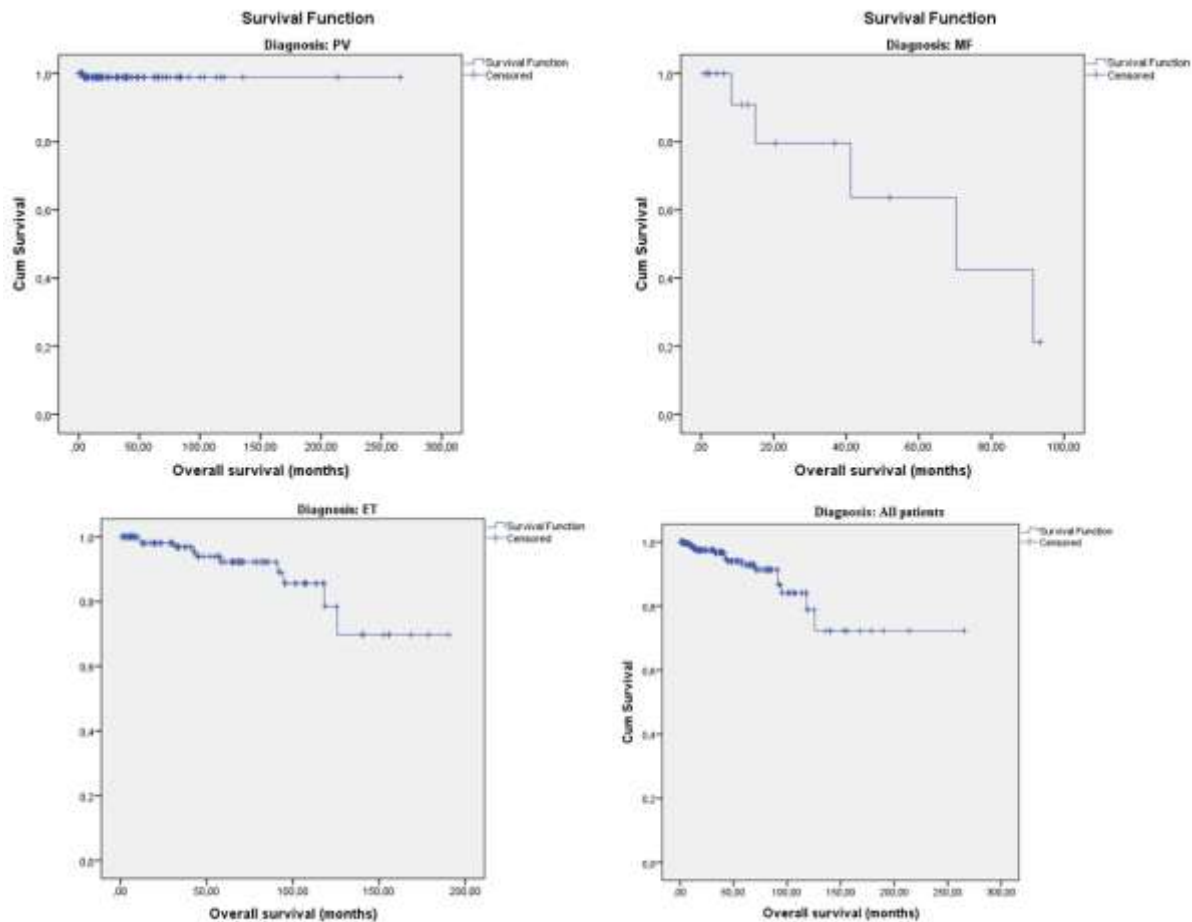 Survival Function
Diagnosis: PV
Survival Function
Censored
1,0
0,8
0,6
0,4
0,2
0,0
Cum Survival
,00 50,00 100,00 150,00 200,00 250,00 300,00
Overall survival (months)
Survival Function
Diagnosis: MF
Survival Function
Censored
1,0
0,8
0,6
0,4
0,2
0,0
Cum Survival
,00 20,00 40,00 60,00 80,00 100,00
Overall survival (months)
Diagnosis: ET
Survival Function
Censored
1,0
0,8
0,6
0,4
0,2
0,0
,00 50,00 100,00 150,00 200,00
Overall survival (months)
Diagnosis: All patients
Survival Function
Censored
1,0
0,8
0,6
0,4
0,2
0,0
Cum Survival
,00 50,00 100,00 150,00 200,00 250,00 300,00
Overall survival (months)